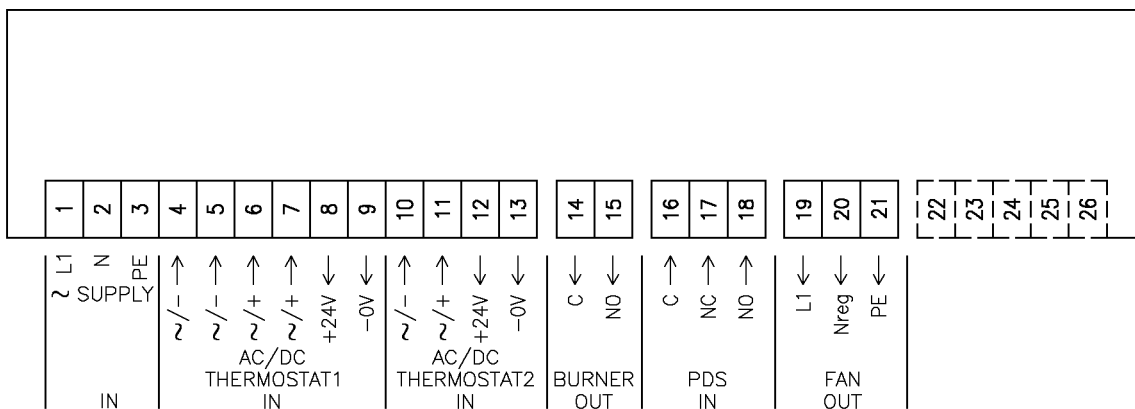 1 2 3 4 5 6 7 8 9 10 11 12 13 14 15 16 17 18 19 20 21 22 23 24 25 26
L1 N PE ~/- ~/- ~/+ ~/+ +24V -0V ~/- ~/+ +24V -0V C NO C NC NO L1 Nreg PE
~ SUPPLY
AC/DC AC/DC
THERMOSTAT1 THERMOSTAT2 BURNER PDS FAN
IN IN IN OUT IN OUT